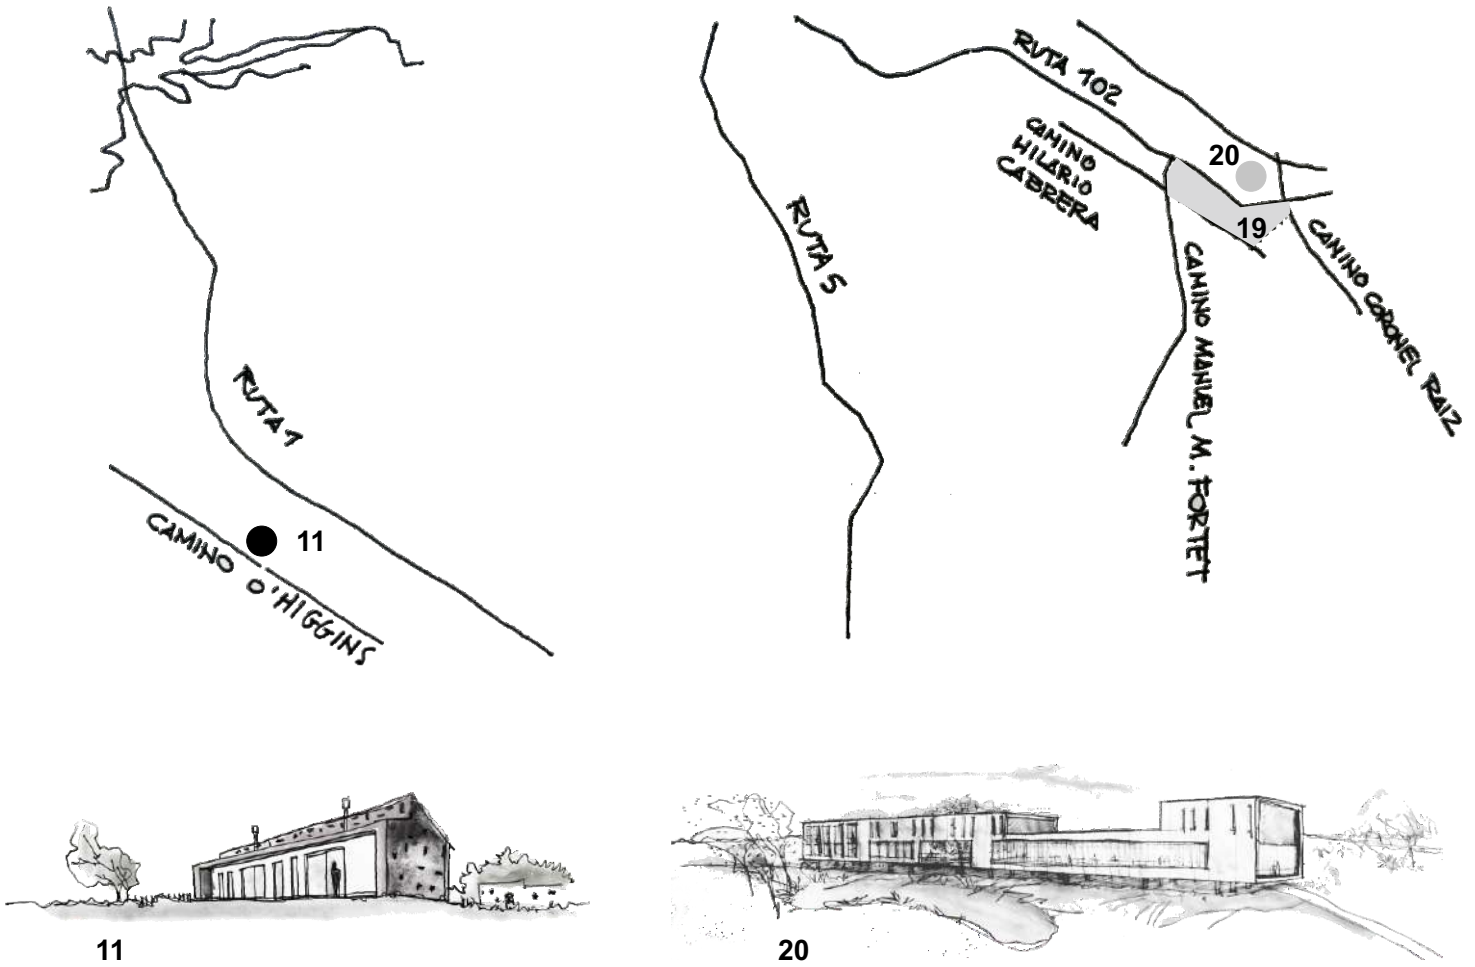 RUTA 1
11
CAMINO O'HIGGINS
RUTA 5
RUTA 102
CAMINO
HILARIO
CABRERA
20
19
CAMINO MANUEL M. FORTET
CAMINO CORONEL RAIZ
11
20